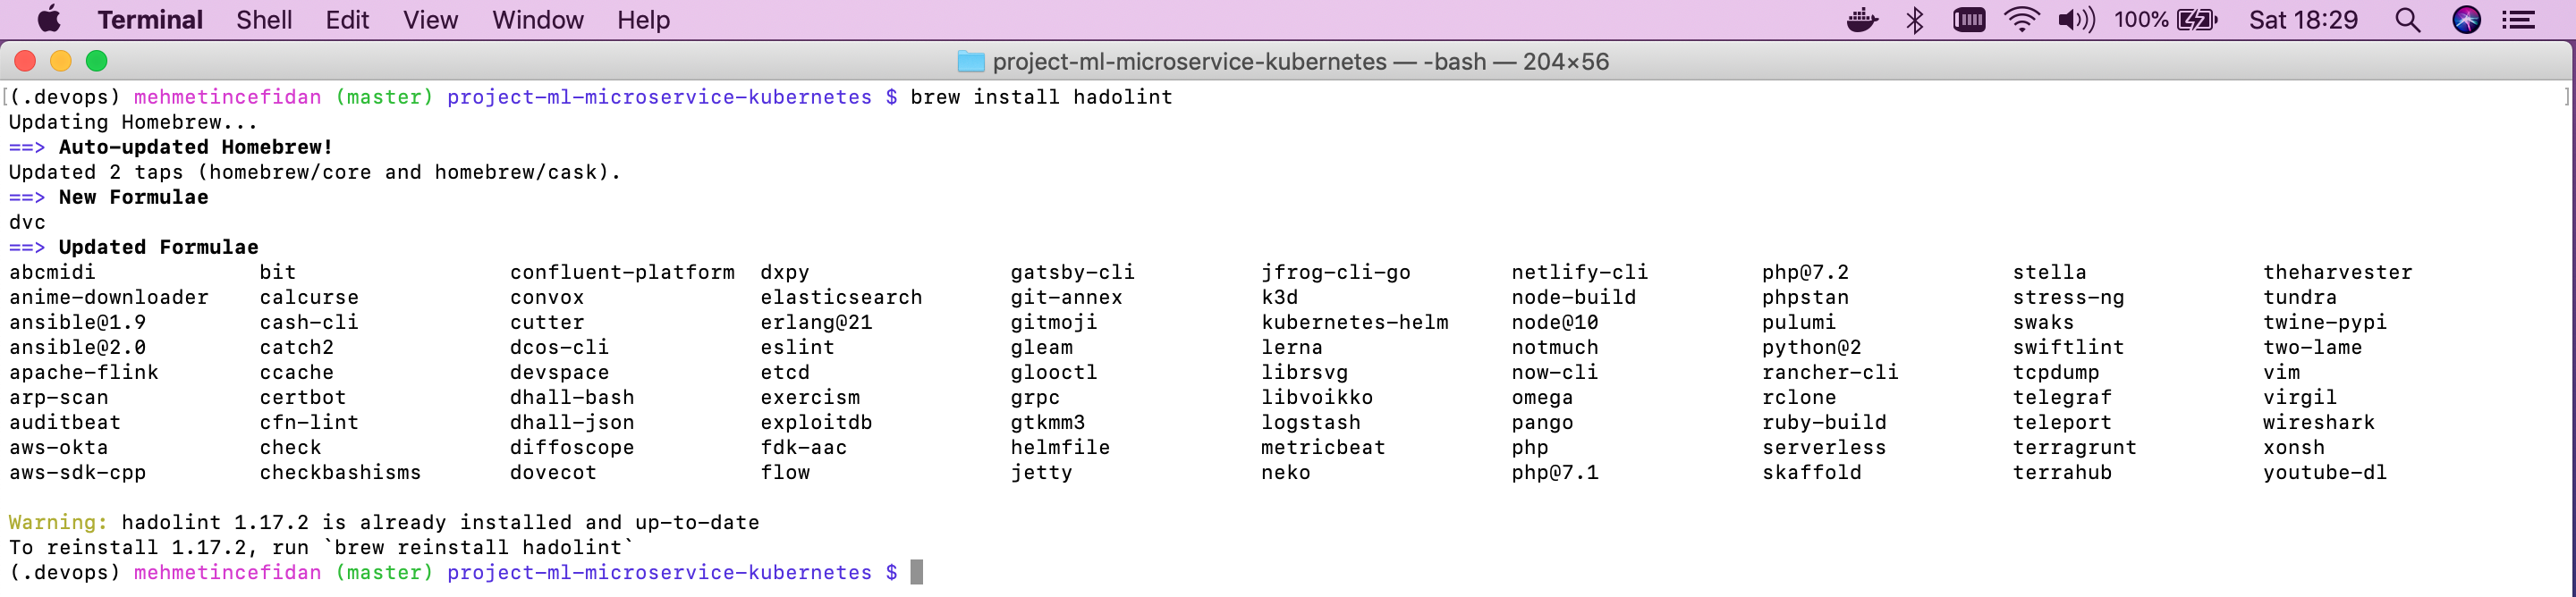 Terminal Shell Edit View Window Help 100% Sat 18:29
project-ml-microservice-kubernetes — -bash — 204×56
[(.devops) mehmetincefidan (master) project-ml-microservice-kubernetes $ brew install hadolint ]
Updating Homebrew...
==> Auto-updated Homebrew!
Updated 2 taps (homebrew/core and homebrew/cask).
==> New Formulae
dvc
==> Updated Formulae
abcmidi bit confluent-platform dxpy gatsby-cli jfrog-cli-go netlify-cli php@7.2 stella theharvester
anime-downloader calcurse convox elasticsearch git-annex k3d node-build phpstan stress-ng tundra
ansible@1.9 cash-cli cutter erlang@21 gitmoji kubernetes-helm node@10 pulumi swaks twine-pypi
ansible@2.0 catch2 dcos-cli eslint gleam lerna notmuch python@2 swiftlint two-lame
apache-flink ccache devspace etcd glooctl librsvg now-cli rancher-cli tcpdump vim
arp-scan certbot dhall-bash exercism grpc libvoikko omega rclone telegraf virgil
auditbeat cfn-lint dhall-json exploitdb gtkmm3 logstash pango ruby-build teleport wireshark
aws-okta check diffoscope fdk-aac helmfile metricbeat php serverless terragrunt xonsh
aws-sdk-cpp checkbashisms dovecot flow jetty neko php@7.1 skaffold terrahub youtube-dl
Warning: hadolint 1.17.2 is already installed and up-to-date
To reinstall 1.17.2, run `brew reinstall hadolint`
(.devops) mehmetincefidan (master) project-ml-microservice-kubernetes $